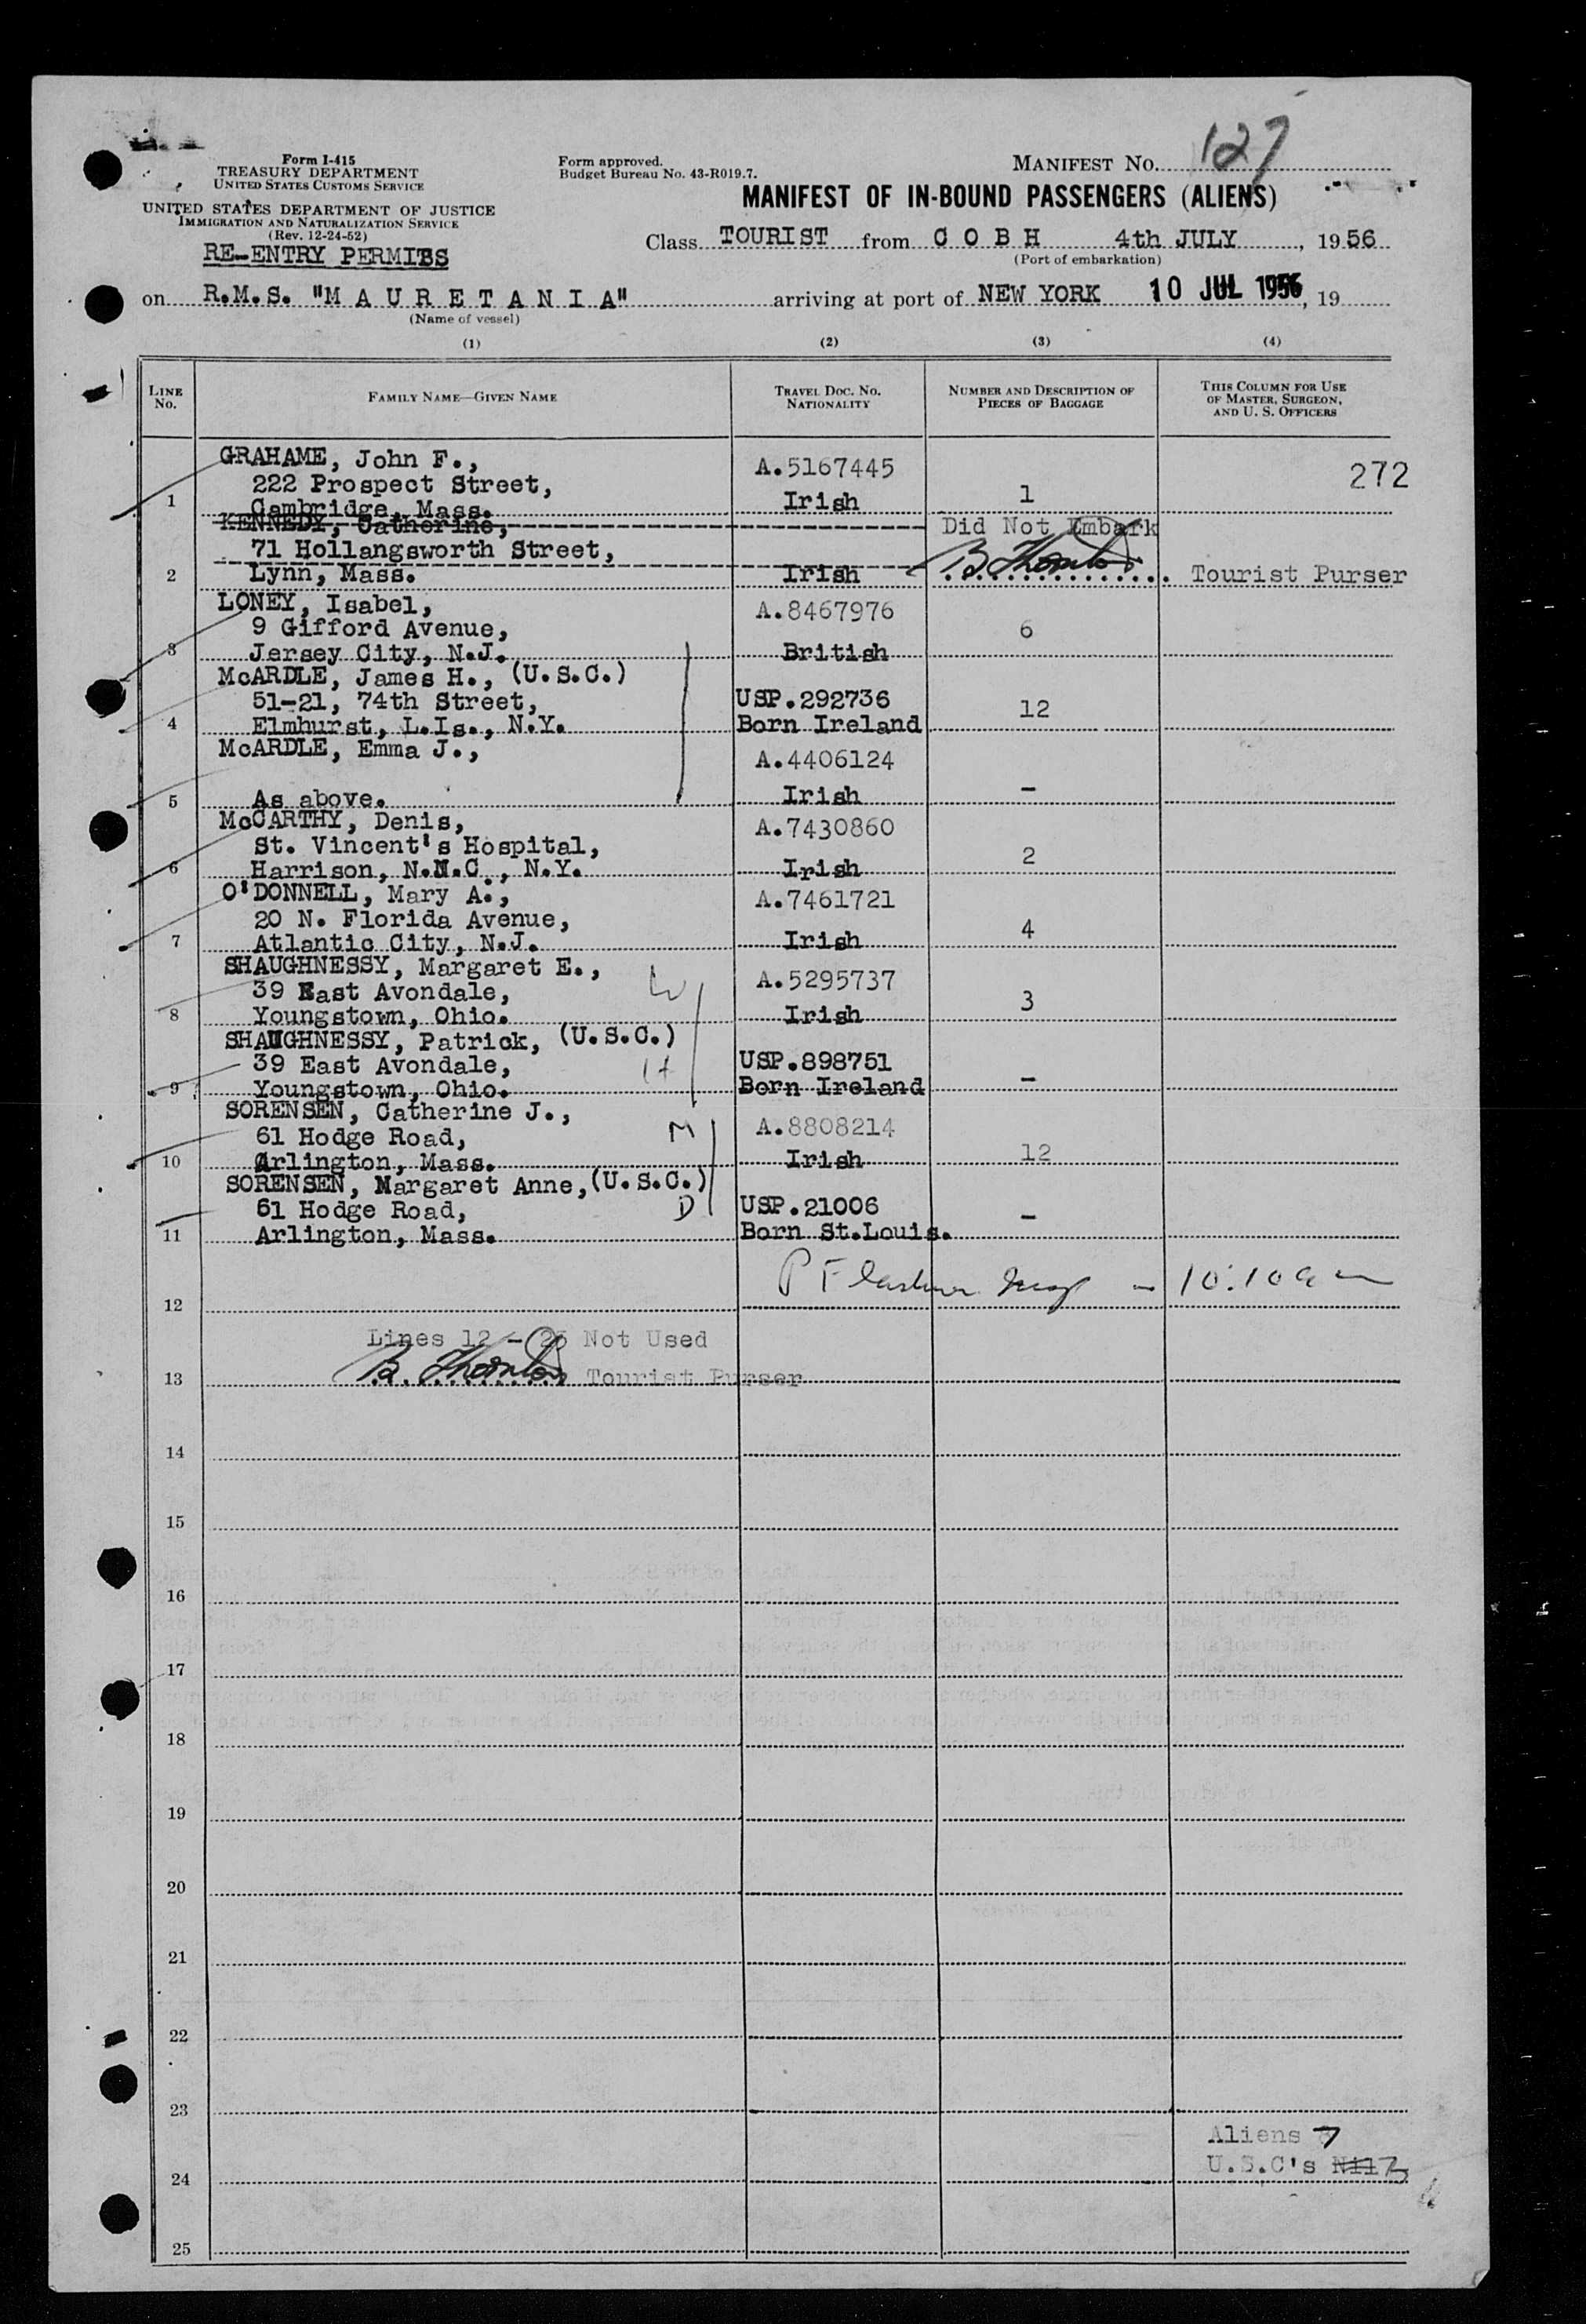 127
Form I-415
TREASURY DEPARTMENT
UNITED STATES CUSTOMS SERVICE
UNITED STATES DEPARTMENT OF JUSTICE
IMMIGRATION AND NATURALIZATION SERVICE
(Rev. 12-24-52)
RE-ENTRY PERMITS
Form approved.
Budget Bureau No. 43-R019.7.
MANIFEST No.
MANIFEST OF IN-BOUND PASSENGERS (ALIENS)
Class TOURIST from C O B H 4th JULY, 1956
(Port of embarkation)
on R.M.S. "M A U R E T A N I A" arriving at port of NEW YORK 10 JUL 1956, 19
(Name of vessel)
(1) (2) (3) (4)
LINE No. FAMILY NAME—GIVEN NAME TRAVEL DOC. NO. NATIONALITY NUMBER AND DESCRIPTION OF PIECES OF BAGGAGE THIS COLUMN FOR USE OF MASTER, SURGEON, AND U. S. OFFICERS
GRAHAME, John F., A.5167445 272
222 Prospect Street,
1 Cambridge, Mass. Irish 1
KENNEDY, Catherine, Did Not Embark
71 Hollangsworth Street,
2 Lynn, Mass. Irish B Thornton Tourist Purser
LONEY, Isabel, A.8467976
9 Gifford Avenue,
3 Jersey City, N.J. British 6
McARDLE, James H., (U.S.C.)
51-21, 74th Street, USP.292736
4 Elmhurst, L.Is., N.Y. Born Ireland 12
McARDLE, Emma J., A.4406124
5 As above. Irish -
McCARTHY, Denis, A.7430860
St. Vincent's Hospital,
6 Harrison, N.N.C., N.Y. Irish 2
O'DONNELL, Mary A., A.7461721
20 N. Florida Avenue,
7 Atlantic City, N.J. Irish 4
SHAUGHNESSY, Margaret E., W A.5295737
39 East Avondale,
8 Youngstown, Ohio. Irish 3
SHAUGHNESSY, Patrick, (U.S.C.)
39 East Avondale, H USP.898751
9 Youngstown, Ohio. Born Ireland -
SORENSEN, Catherine J., A.8808214
61 Hodge Road, M
10 Arlington, Mass. Irish 12
SORENSEN, Margaret Anne, (U.S.C.)
61 Hodge Road, D USP.21006
11 Arlington, Mass. Born St.Louis. -
12 10:10 a m
Lines 12 - 25 Not Used
13 B. Thornton Tourist Purser
14
15
16
17
18
19
20
21
22
23
Aliens 7
24 U.S.C's Nil 3
25